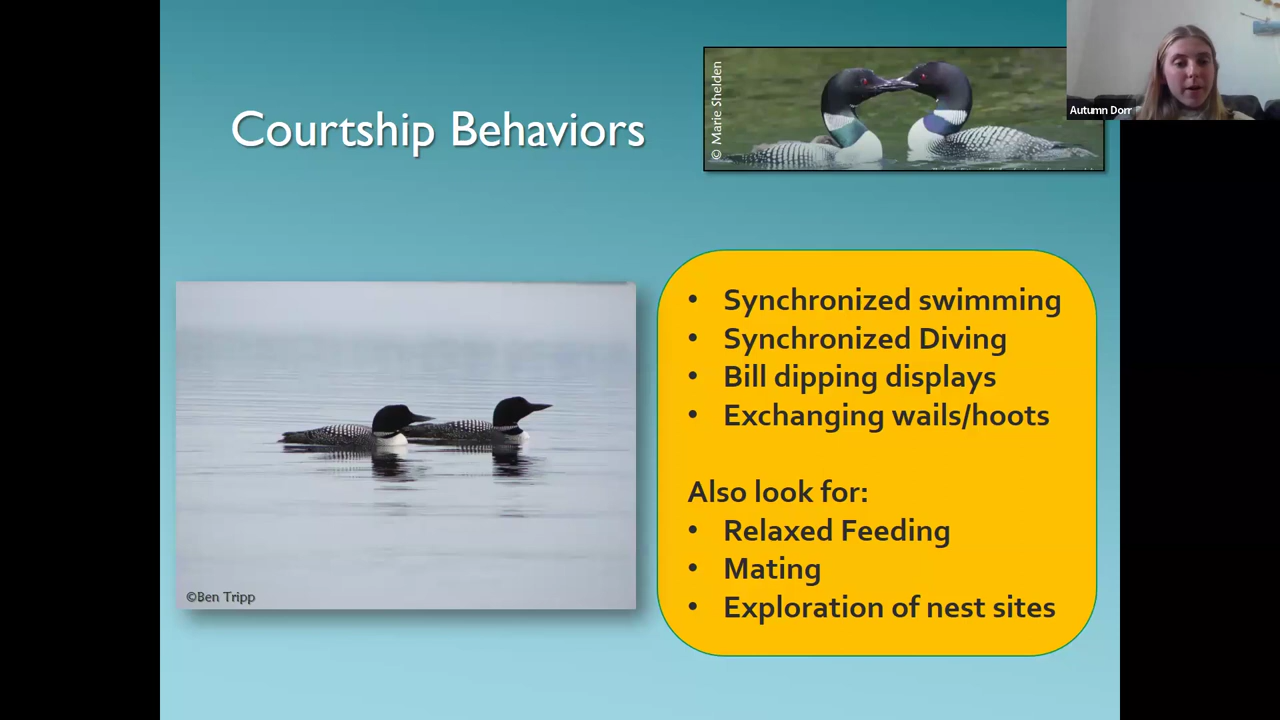 Courtship Behaviors
© Marie Shelden
Autumn Dorr
• Synchronized swimming
• Synchronized Diving
• Bill dipping displays
• Exchanging wails/hoots
Also look for:
• Relaxed Feeding
• Mating
• Exploration of nest sites
©Ben Tripp